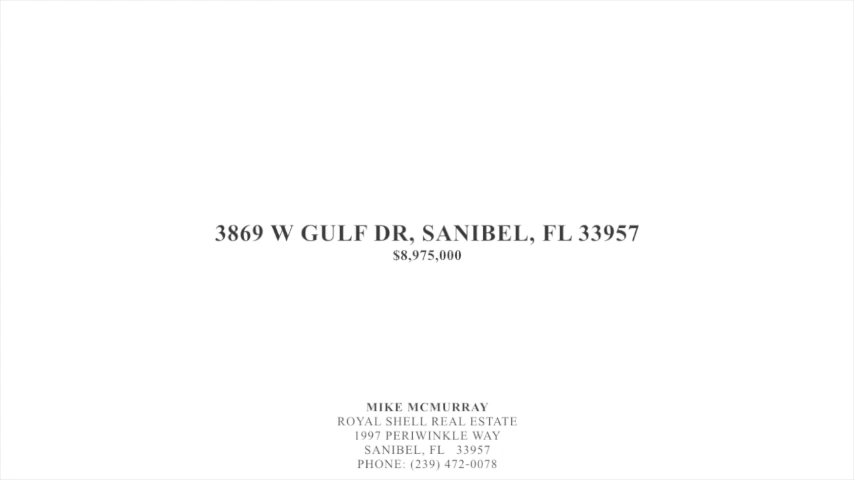 3869 W GULF DR, SANIBEL, FL 33957
$8,975,000
MIKE MCMURRAY
ROYAL SHELL REAL ESTATE
1997 PERIWINKLE WAY
SANIBEL, FL 33957
PHONE: (239) 472-0078